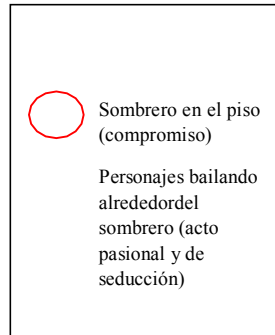 Sombrero en el piso
(compromiso)
Personajes bailando
alrededordel
sombrero (acto
pasional y de
seducción)